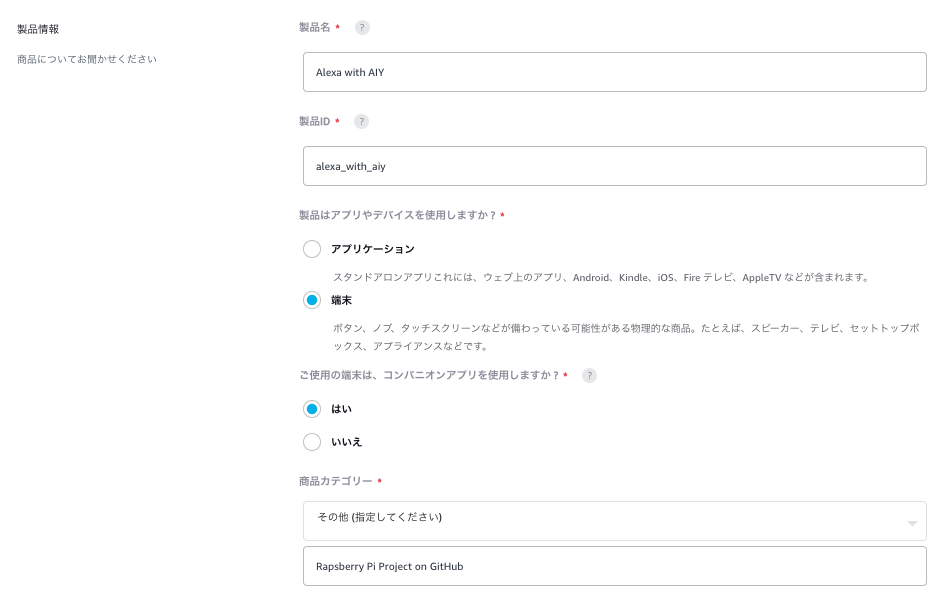 製品情報
商品についてお聞かせください
製品名 * ?
Alexa with AIY
製品ID * ?
alexa_with_aiy
製品はアプリやデバイスを使用しますか？ *
アプリケーション
スタンドアロンアプリこれには、ウェブ上のアプリ、Android、Kindle、iOS、Fire テレビ、AppleTV などが含まれます。
端末
ボタン、ノブ、タッチスクリーンなどが備わっている可能性がある物理的な商品。たとえば、スピーカー、テレビ、セットトップボ
ックス、アプライアンスなどです。
ご使用の端末は、コンパニオンアプリを使用しますか？ * ?
はい
いいえ
商品カテゴリー *
その他 (指定してください)
Rapsberry Pi Project on GitHub